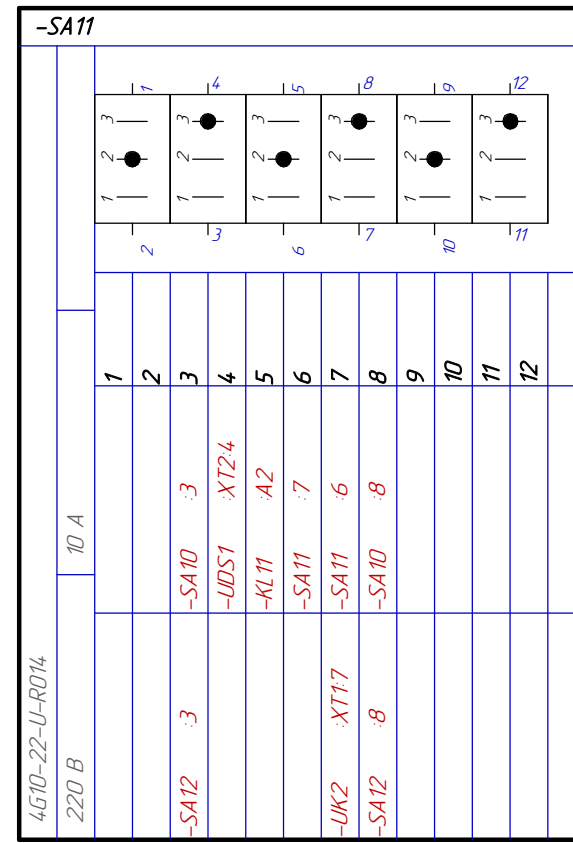 -SA11
1 4 5 8 9 12
3 3 3 3 3 3
2 2 2 2 2 2
1 1 1 1 1 1
2 3 6 7 10 11
1 2 3 4 5 6 7 8 9 10 11 12
4G10-22-U-R014
220 В
10 А
-SA12 :3
-SA10 :3
-UDS1 :XT2:4
-KL11 :A2
-SA11 :7
-UK2 :XT1:7
-SA11 :6
-SA12 :8
-SA10 :8